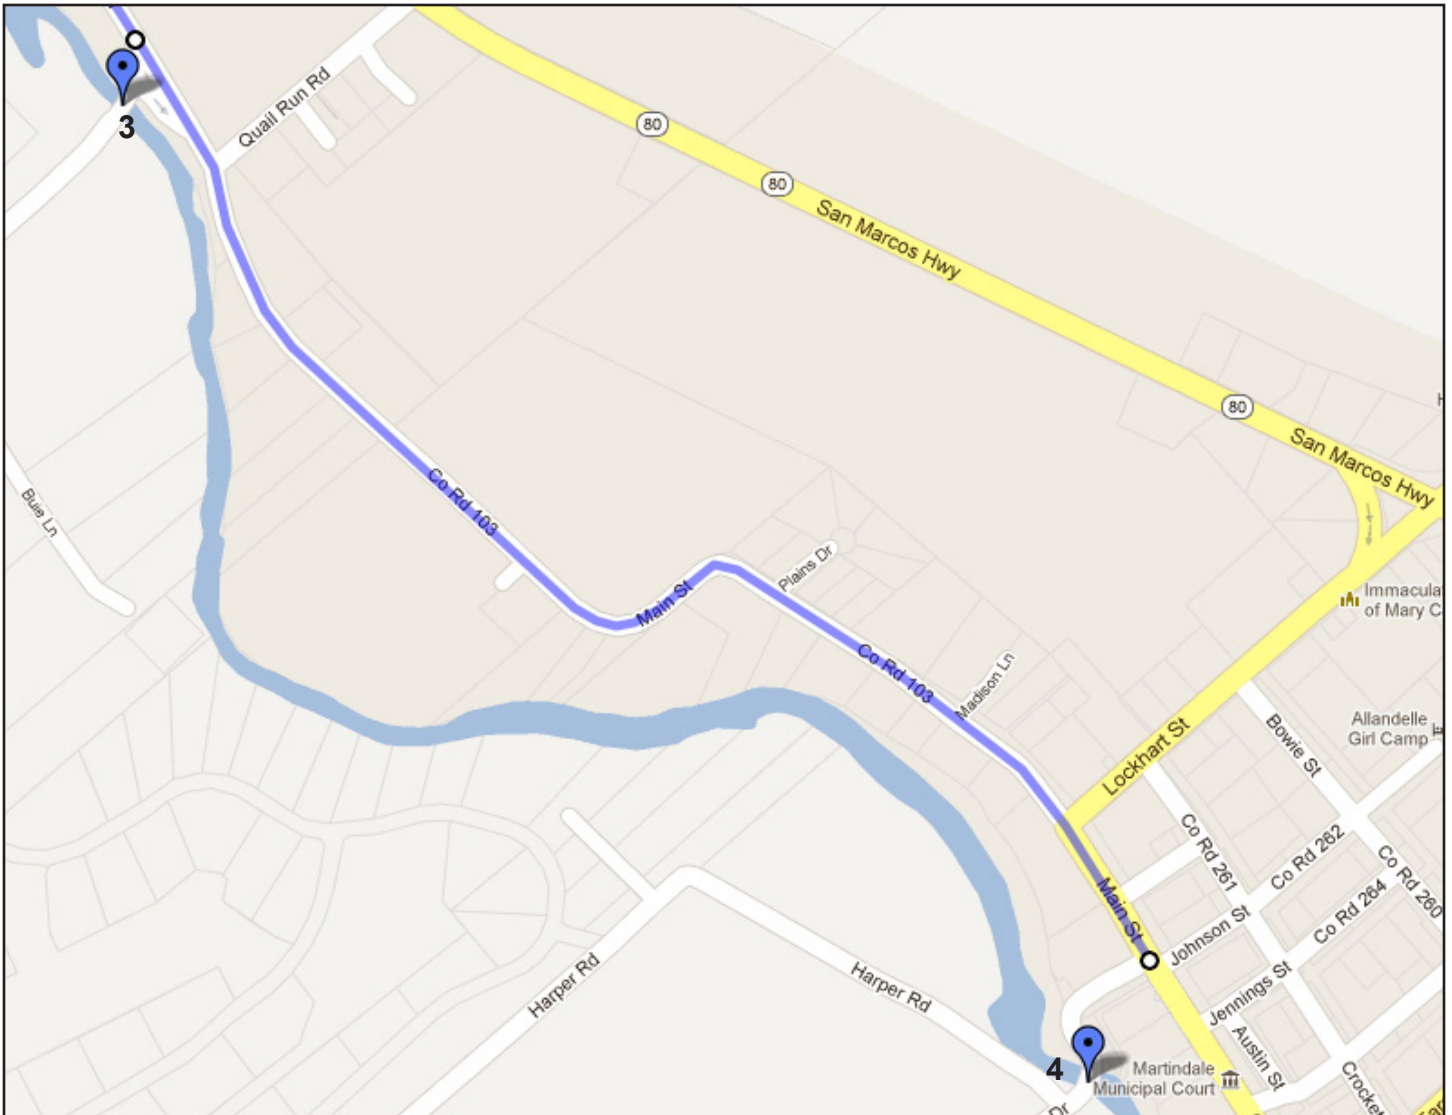 3
Quail Run Rd
80
80
San Marcos Hwy
80
San Marcos Hwy
Buie Ln
Co Rd 103
Main St
Plains Dr
Co Rd 103
Madison Ln
Immacula
of Mary C
Lockhart St
Bowie St
Allandelle
Girl Camp
Co Rd 261
Co Rd 262
Co Rd 260
Co Rd 264
Main St
Johnson St
Jennings St
Harper Rd
Harper Rd
Austin St
4
Martindale
Municipal Court
Crocke
Dr